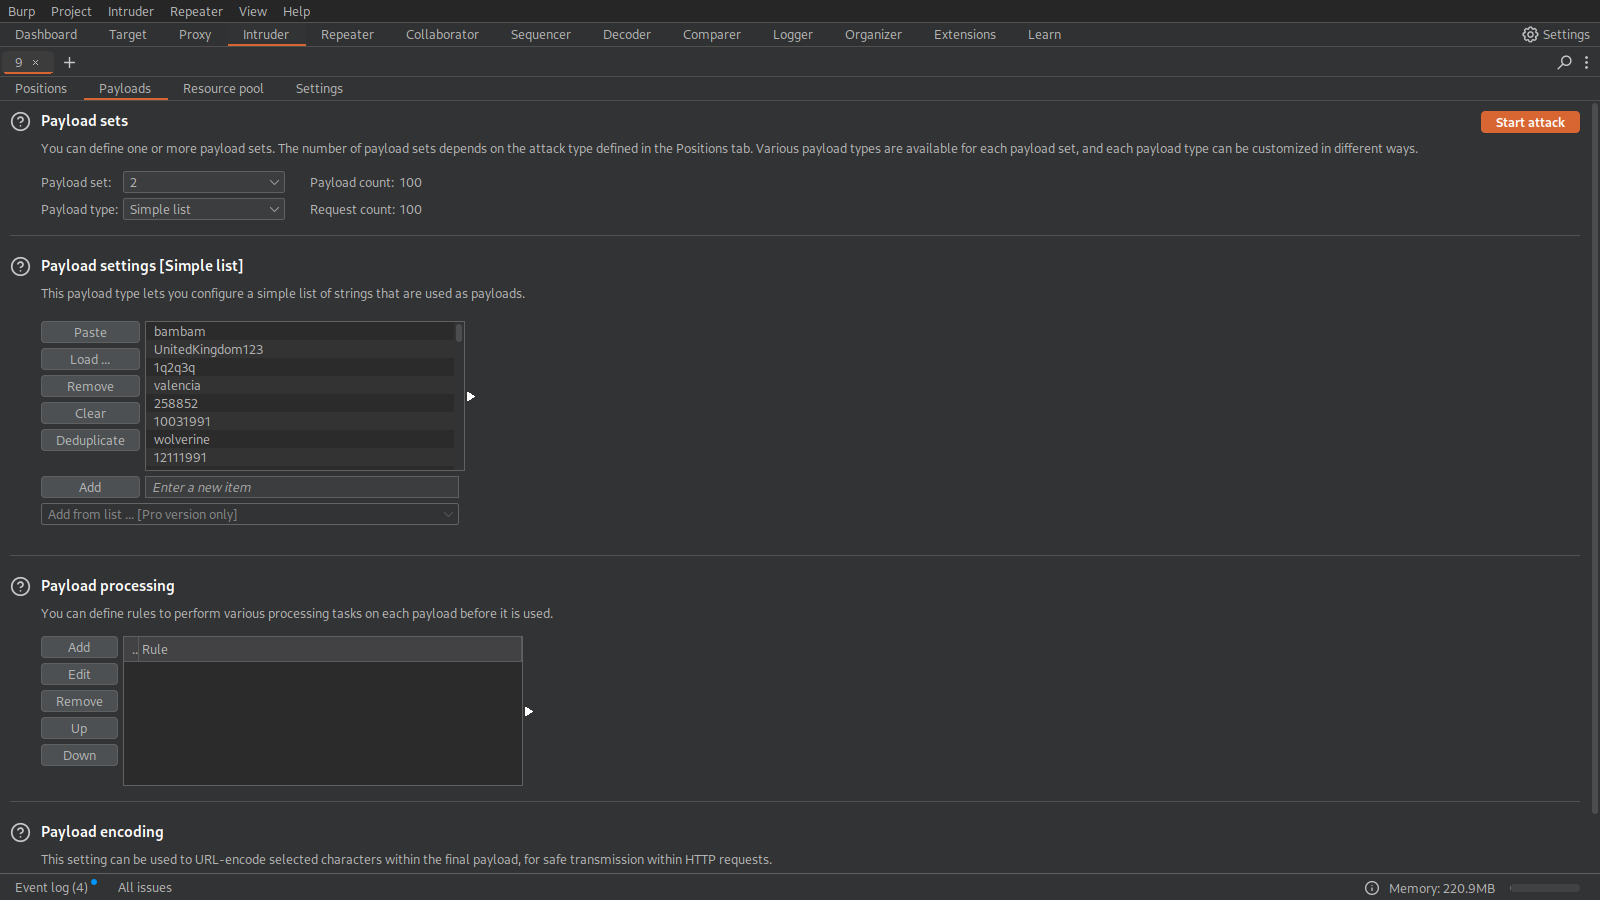 Burp Project Intruder Repeater View Help
Dashboard Target Proxy Intruder Repeater Collaborator Sequencer Decoder Comparer Logger Organizer Extensions Learn Settings
9 × +
Positions Payloads Resource pool Settings
? Payload sets Start attack
You can define one or more payload sets. The number of payload sets depends on the attack type defined in the Positions tab. Various payload types are available for each payload set, and each payload type can be customized in different ways.
Payload set: 2 Payload count: 100
Payload type: Simple list Request count: 100
? Payload settings [Simple list]
This payload type lets you configure a simple list of strings that are used as payloads.
Paste bambam
UnitedKingdom123
Load ... 1q2q3q
Remove valencia
258852
Clear 10031991
Deduplicate wolverine
12111991
Add Enter a new item
Add from list ... [Pro version only]
? Payload processing
You can define rules to perform various processing tasks on each payload before it is used.
Add .. Rule
Edit
Remove
Up
Down
? Payload encoding
This setting can be used to URL-encode selected characters within the final payload, for safe transmission within HTTP requests.
Event log (4) All issues Memory: 220.9MB